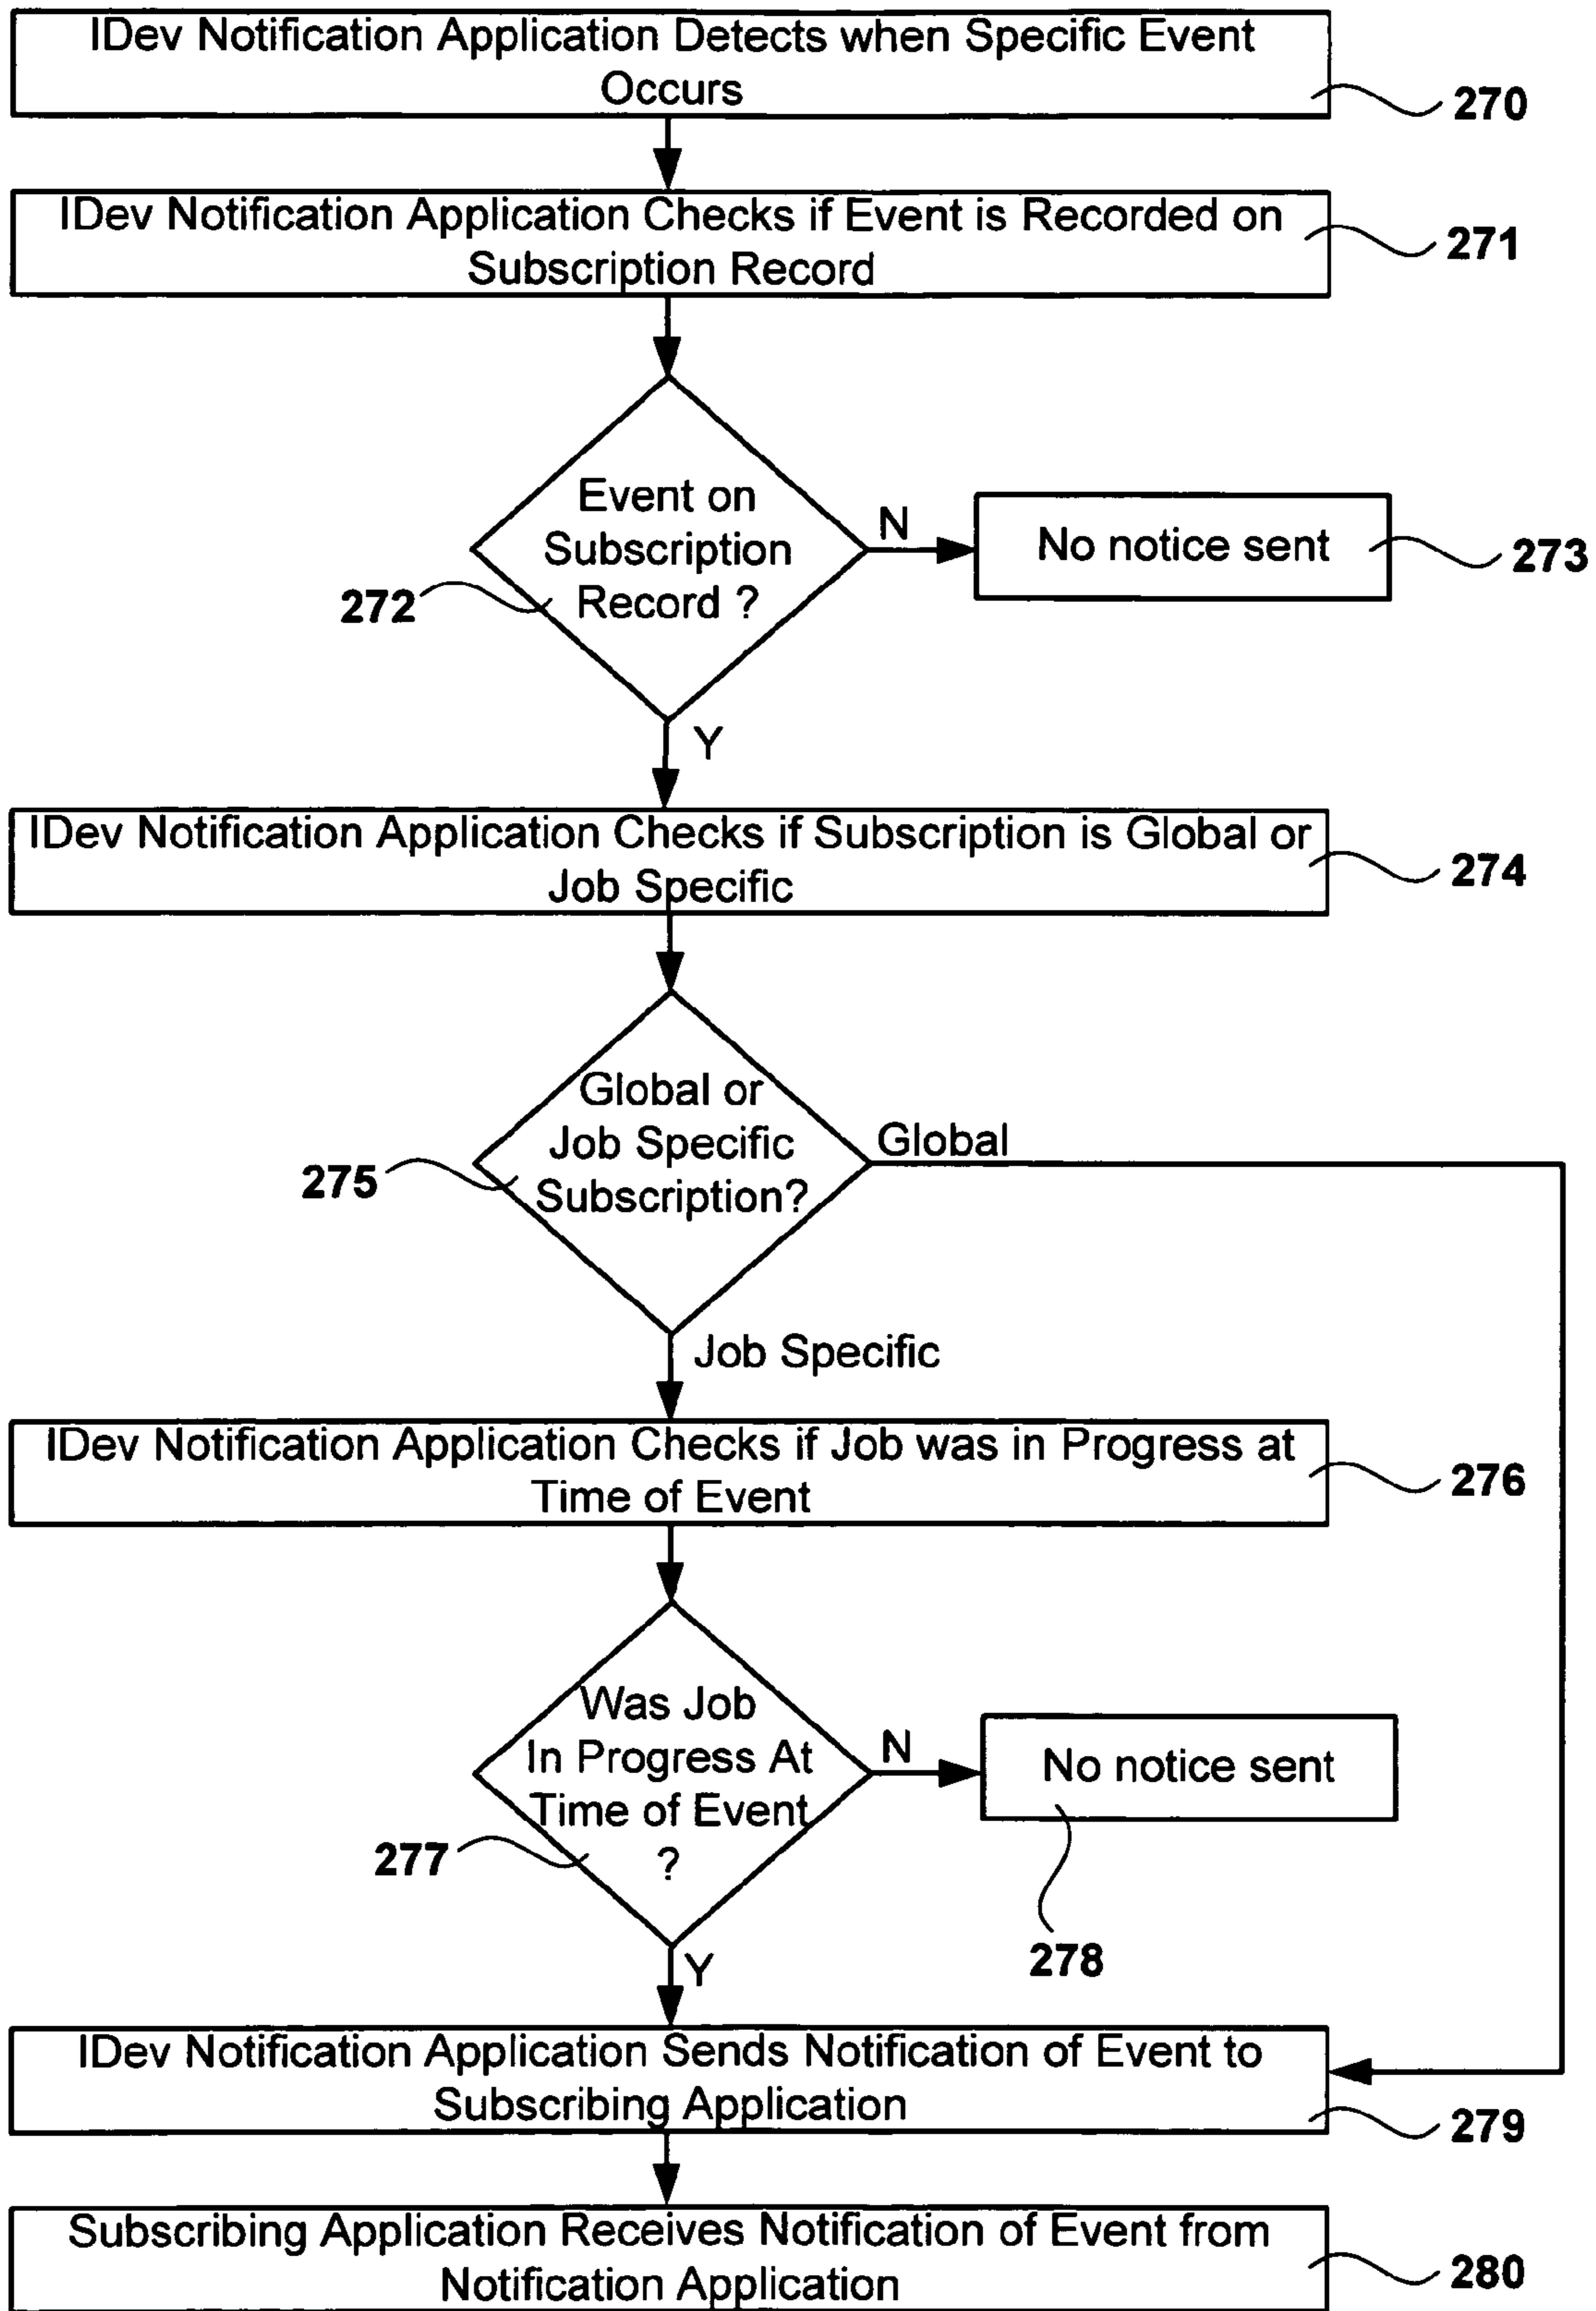 IDev Notification Application Detects when Specific Event
Occurs
270
IDev Notification Application Checks if Event is Recorded on
Subscription Record
271
Event on
Subscription
Record ?
272
N
No notice sent
273
Y
IDev Notification Application Checks if Subscription is Global or
Job Specific
274
Global or
Job Specific
Subscription?
275
Global
Job Specific
IDev Notification Application Checks if Job was in Progress at
Time of Event
276
Was Job
In Progress At
Time of Event
?
277
N
No notice sent
278
Y
IDev Notification Application Sends Notification of Event to
Subscribing Application
279
Subscribing Application Receives Notification of Event from
Notification Application
280